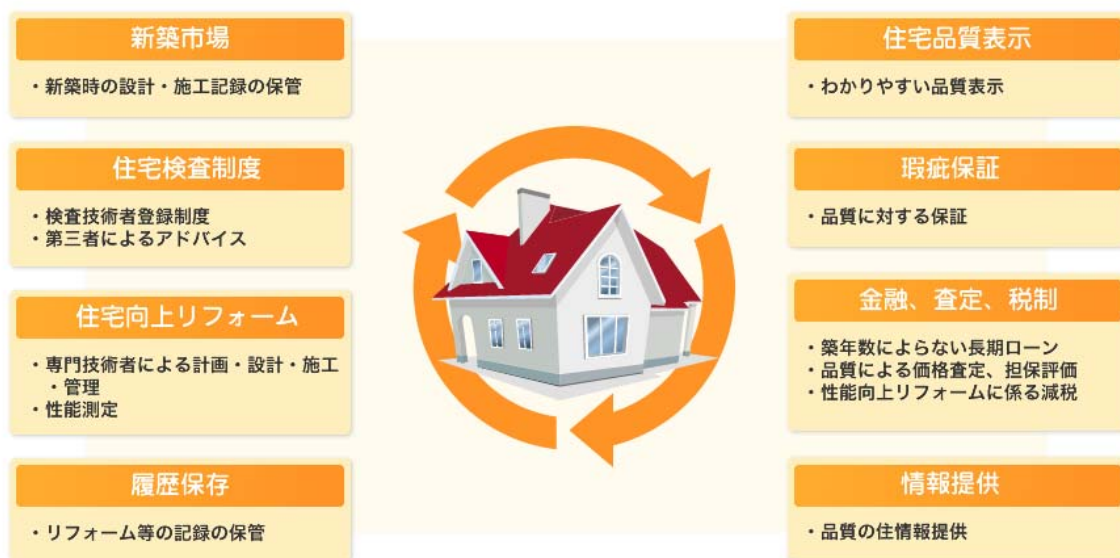 新築市場
・新築時の設計・施工記録の保管
住宅検査制度
・検査技術者登録制度
・第三者によるアドバイス
住宅向上リフォーム
・専門技術者による計画・設計・施工
・管理
・性能測定
履歴保存
・リフォーム等の記録の保管
住宅品質表示
・わかりやすい品質表示
瑕疵保証
・品質に対する保証
金融、査定、税制
・築年数によらない長期ローン
・品質による価格査定、担保評価
・性能向上リフォームに係る減税
情報提供
・品質の住情報提供